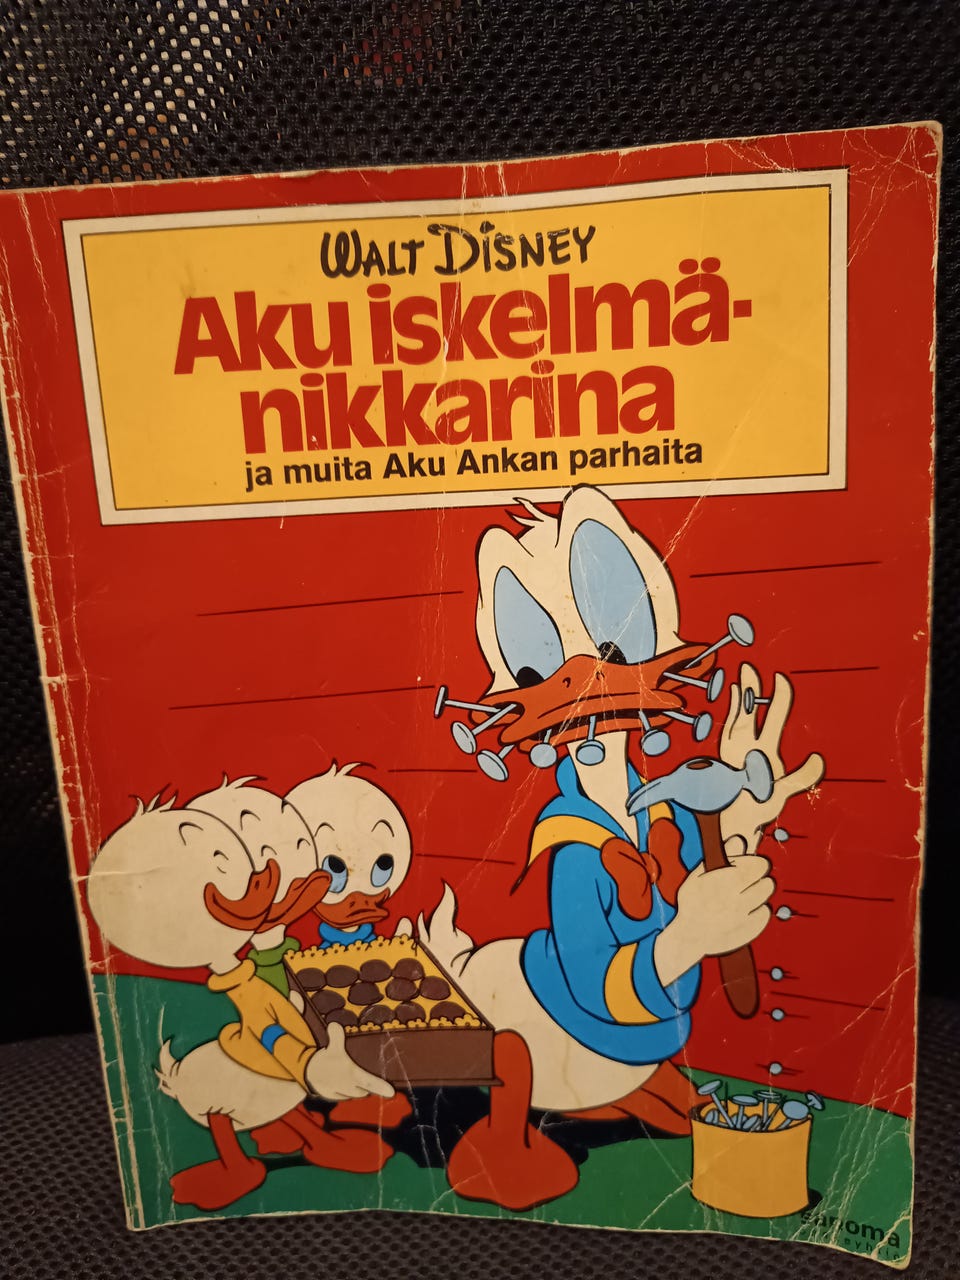 WALT DISNEY
Aku iskelmä-
nikkarina
ja muita Aku Ankan parhaita
sanoma